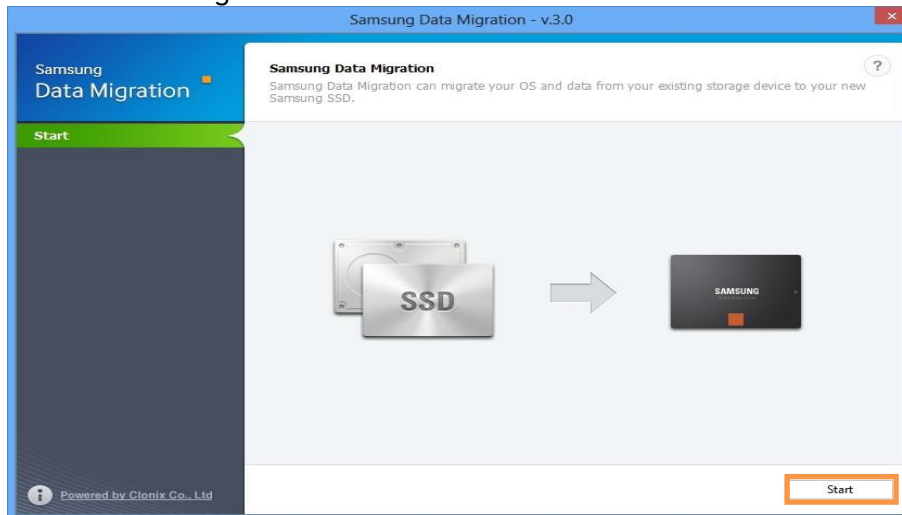 Samsung Data Migration - v.3.0
Samsung
Data Migration
Samsung Data Migration
Samsung Data Migration can migrate your OS and data from your existing storage device to your new
Samsung SSD.
?
Start
SSD
SAMSUNG
Powered by Clonix Co., Ltd
Start